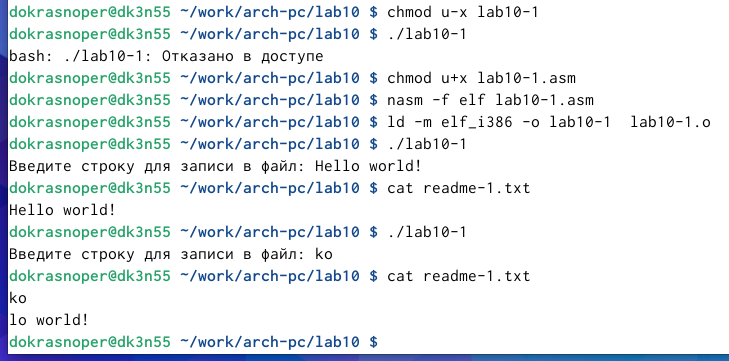 dokrasnoper@dk3n55 ~/work/arch-pc/lab10 $ chmod u-x lab10-1
dokrasnoper@dk3n55 ~/work/arch-pc/lab10 $ ./lab10-1
bash: ./lab10-1: Отказано в доступе
dokrasnoper@dk3n55 ~/work/arch-pc/lab10 $ chmod u+x lab10-1.asm
dokrasnoper@dk3n55 ~/work/arch-pc/lab10 $ nasm -f elf lab10-1.asm
dokrasnoper@dk3n55 ~/work/arch-pc/lab10 $ ld -m elf_i386 -o lab10-1  lab10-1.o
dokrasnoper@dk3n55 ~/work/arch-pc/lab10 $ ./lab10-1
Введите строку для записи в файл: Hello world!
dokrasnoper@dk3n55 ~/work/arch-pc/lab10 $ cat readme-1.txt
Hello world!
dokrasnoper@dk3n55 ~/work/arch-pc/lab10 $ ./lab10-1
Введите строку для записи в файл: ko
dokrasnoper@dk3n55 ~/work/arch-pc/lab10 $ cat readme-1.txt
ko
lo world!
dokrasnoper@dk3n55 ~/work/arch-pc/lab10 $